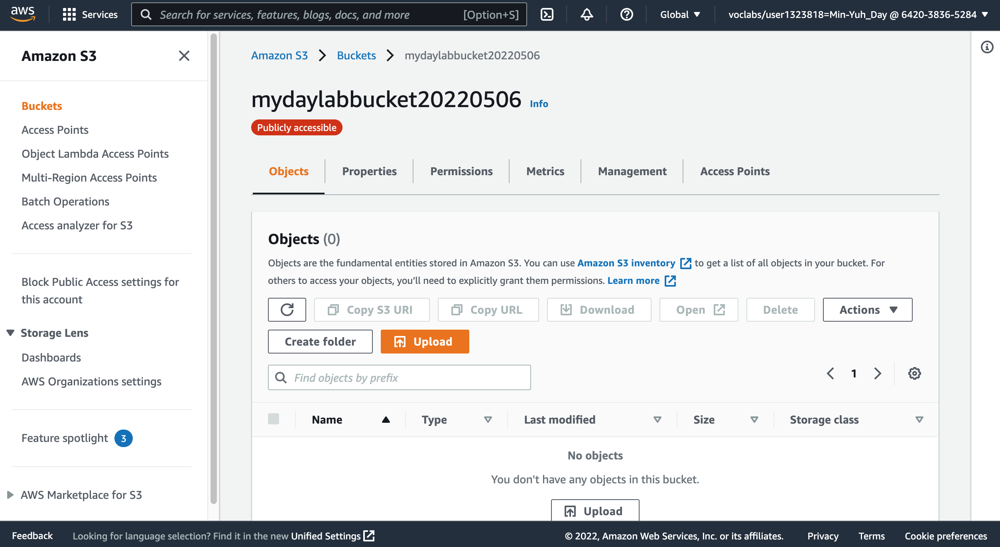 aws Services Search for services, features, blogs, docs, and more [Option+S] Global voclabs/user1323818=Min-Yuh_Day @ 6420-3836-5284
Amazon S3
Buckets
Access Points
Object Lambda Access Points
Multi-Region Access Points
Batch Operations
Access analyzer for S3
Block Public Access settings for
this account
Storage Lens
Dashboards
AWS Organizations settings
Feature spotlight 3
AWS Marketplace for S3
Amazon S3 Buckets mydaylabbucket20220506
mydaylabbucket20220506 Info
Publicly accessible
Objects Properties Permissions Metrics Management Access Points
Objects (0)
Objects are the fundamental entities stored in Amazon S3. You can use Amazon S3 inventory to get a list of all objects in your bucket. For
others to access your objects, you’ll need to explicitly grant them permissions. Learn more
Copy S3 URI Copy URL Download Open Delete Actions
Create folder Upload
Find objects by prefix 1
Name Type Last modified Size Storage class
No objects
You don't have any objects in this bucket.
Upload
Feedback Looking for language selection? Find it in the new Unified Settings © 2022, Amazon Web Services, Inc. or its affiliates. Privacy Terms Cookie preferences